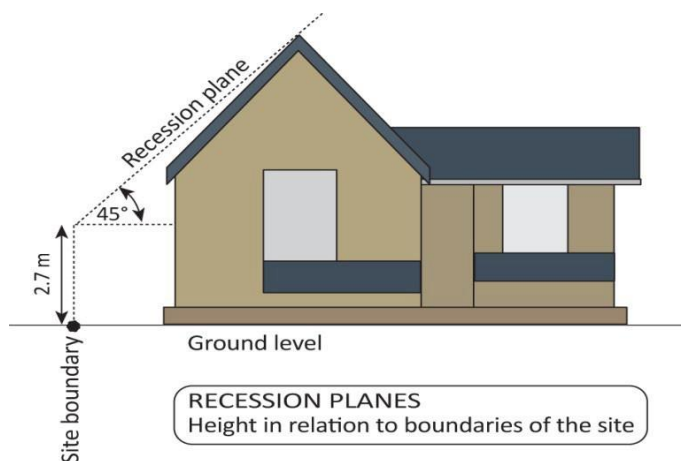 Recession plane
45°
2.7 m
Site boundary
Ground level
RECESSION PLANES
Height in relation to boundaries of the site